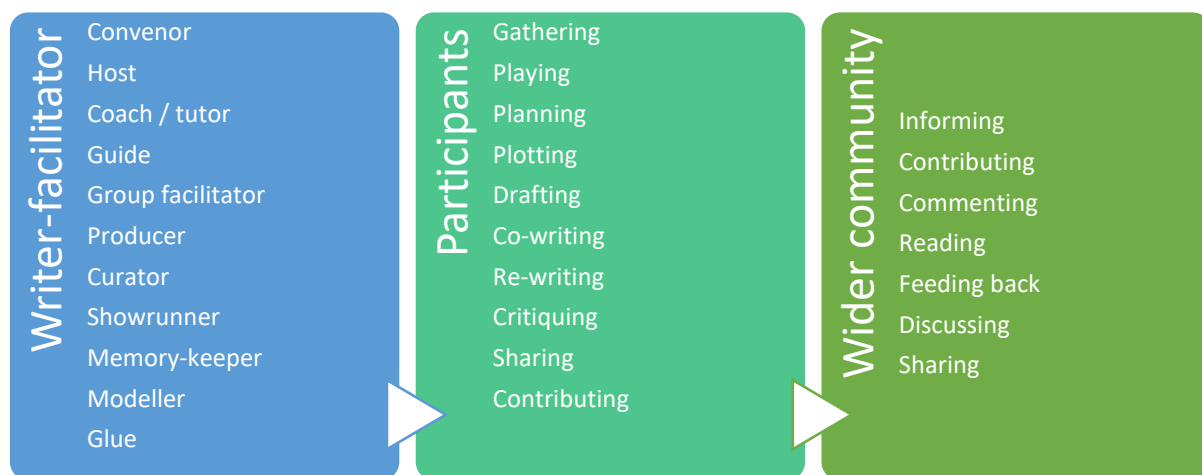 Writer-facilitator
Convenor
Host
Coach / tutor
Guide
Group facilitator
Producer
Curator
Showrunner
Memory-keeper
Modeller
Glue
Participants
Gathering
Playing
Planning
Plotting
Drafting
Co-writing
Re-writing
Critiquing
Sharing
Contributing
Wider community
Informing
Contributing
Commenting
Reading
Feeding back
Discussing
Sharing